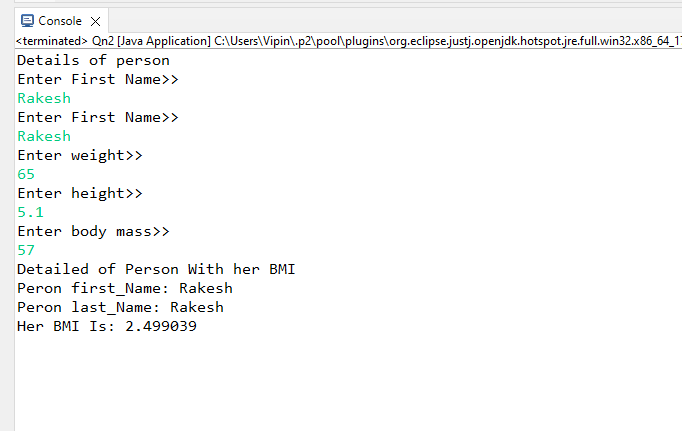 Console
<terminated> Qn2 [Java Application] C:\Users\Vipin\.p2\pool\plugins\org.eclipse.justj.openjdk.hotspot.jre.full.win32.x86_64_17
Details of person
Enter First Name>>
Rakesh
Enter First Name>>
Rakesh
Enter weight>>
65
Enter height>>
5.1
Enter body mass>>
57
Detailed of Person With her BMI
Peron first_Name: Rakesh
Peron last_Name: Rakesh
Her BMI Is: 2.499039